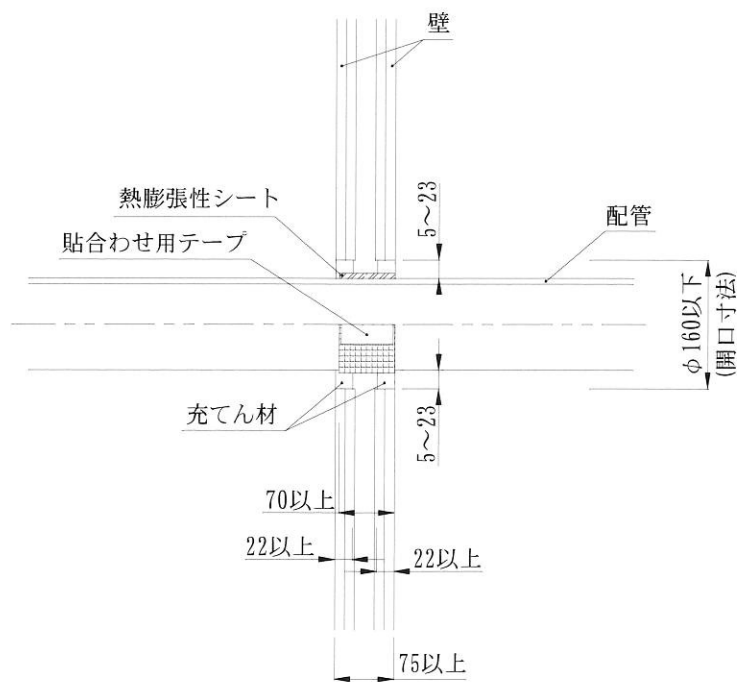 壁
熱膨張性シート
貼合わせ用テープ
5～23
配管
φ160以下
(開口寸法)
充てん材
5～23
70以上
22以上
22以上
75以上